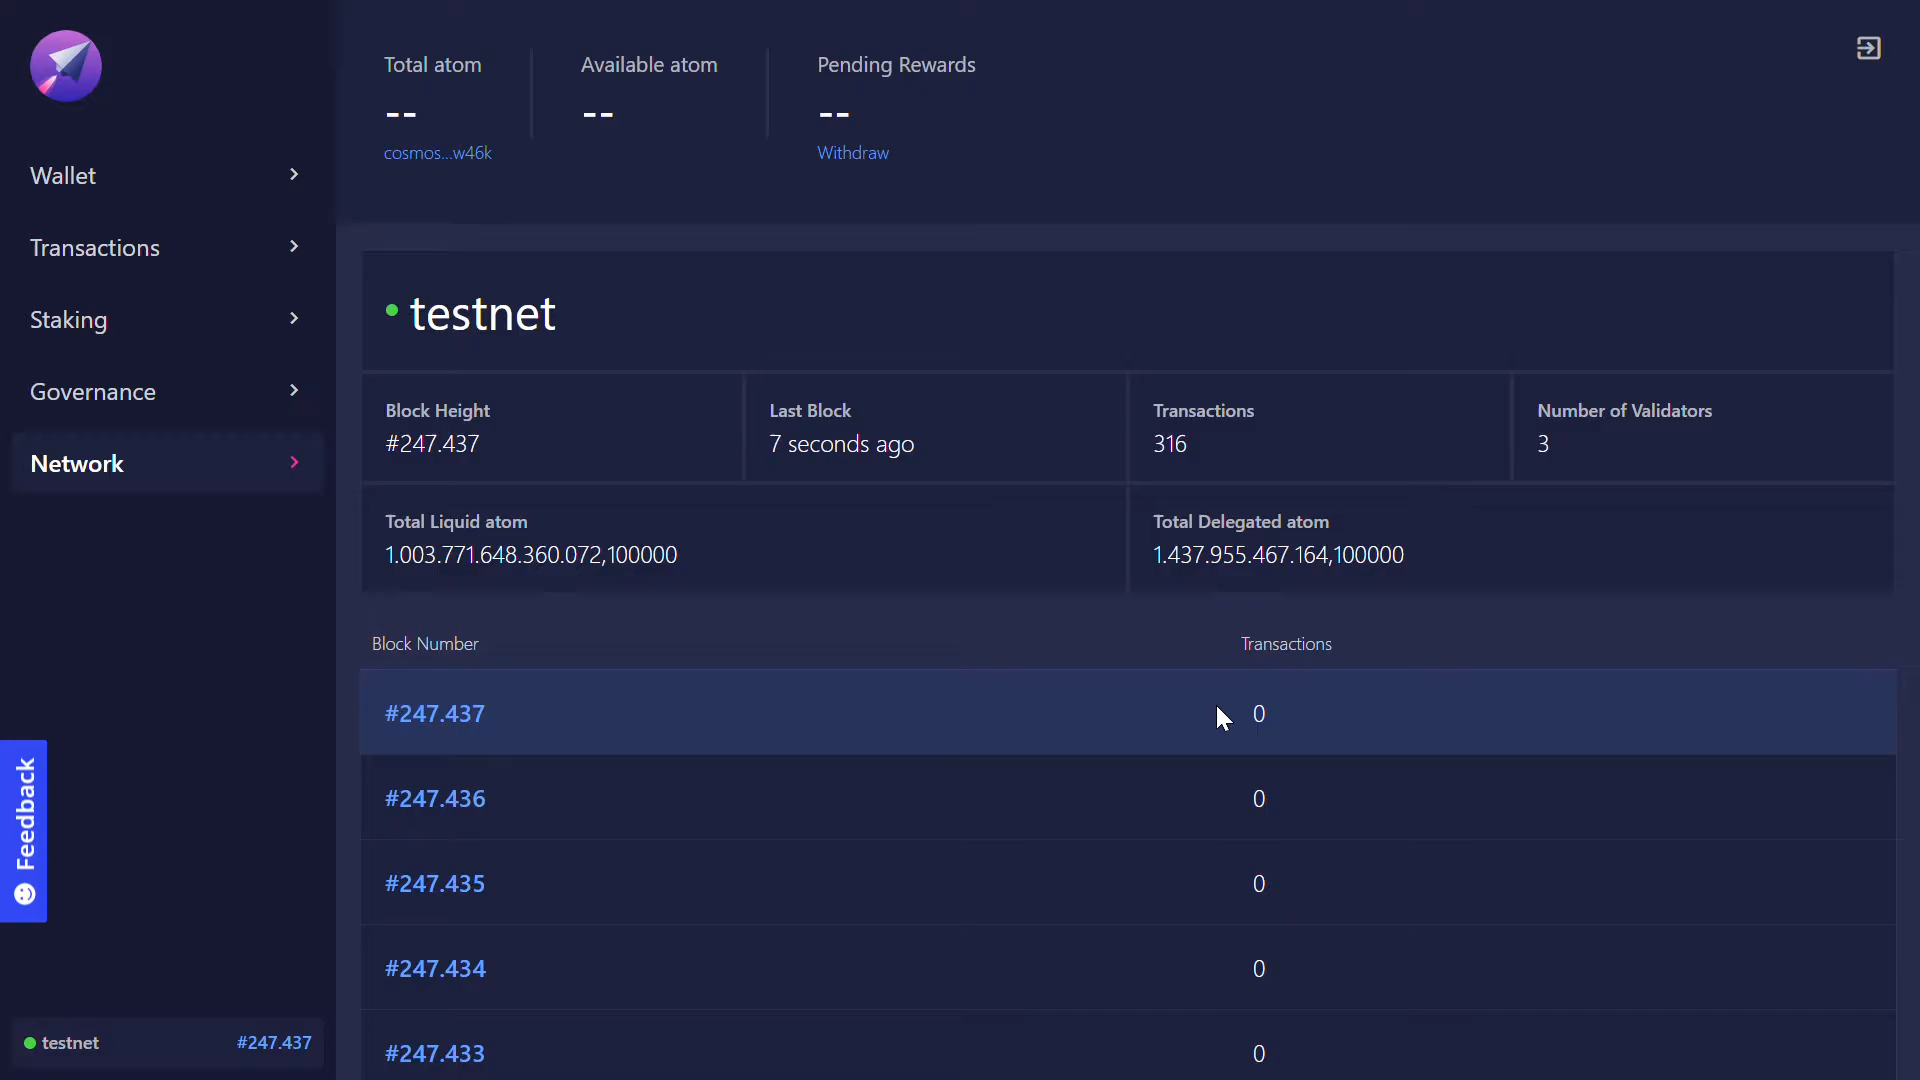 Total atom
--
cosmos...w46k
Available atom
--
Pending Rewards
--
Withdraw
Wallet
Transactions
Staking
Governance
Network
Feedback
testnet #247.437
testnet
Block Height
#247.437
Last Block
7 seconds ago
Transactions
316
Number of Validators
3
Total Liquid atom
1.003.771.648.360.072,100000
Total Delegated atom
1.437.955.467.164,100000
Block Number Transactions
#247.437 0
#247.436 0
#247.435 0
#247.434 0
#247.433 0